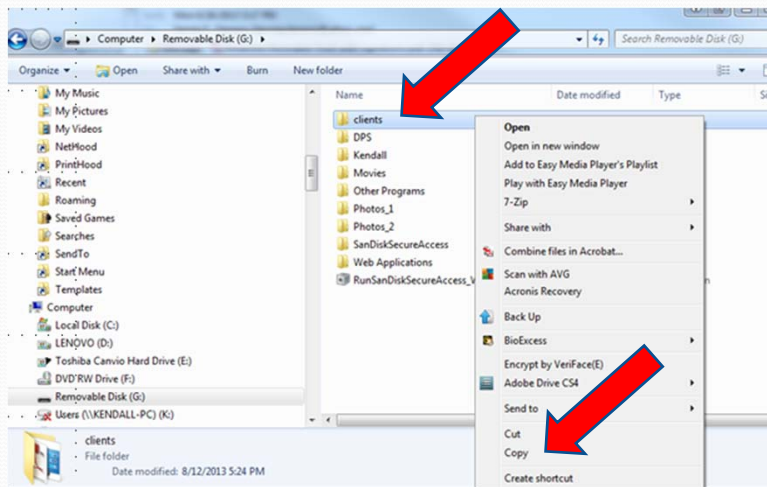 Computer ▸ Removable Disk (G:) ▸
Search Removable Disk (G:)
Organize Open Share with Burn New folder
My Music
My Pictures
My Videos
NetHood
PrintHood
Recent
Roaming
Saved Games
Searches
SendTo
Start Menu
Templates
Computer
Local Disk (C:)
LENOVO (D:)
Toshiba Canvio Hard Drive (E:)
DVD RW Drive (F:)
Removable Disk (G:)
Users (\\KENDALL-PC) (K:)
Name Date modified Type
clients
DPS
Kendall
Movies
Other Programs
Photos_1
Photos_2
SanDiskSecureAccess
Web Applications
RunSanDiskSecureAccess_
Open
Open in new window
Add to Easy Media Player's Playlist
Play with Easy Media Player
7-Zip
Share with
Combine files in Acrobat...
Scan with AVG
Acronis Recovery
Back Up
BioExcess
Encrypt by VeriFace(E)
Adobe Drive CS4
Send to
Cut
Copy
Create shortcut
clients
File folder
Date modified: 8/12/2013 5:24 PM